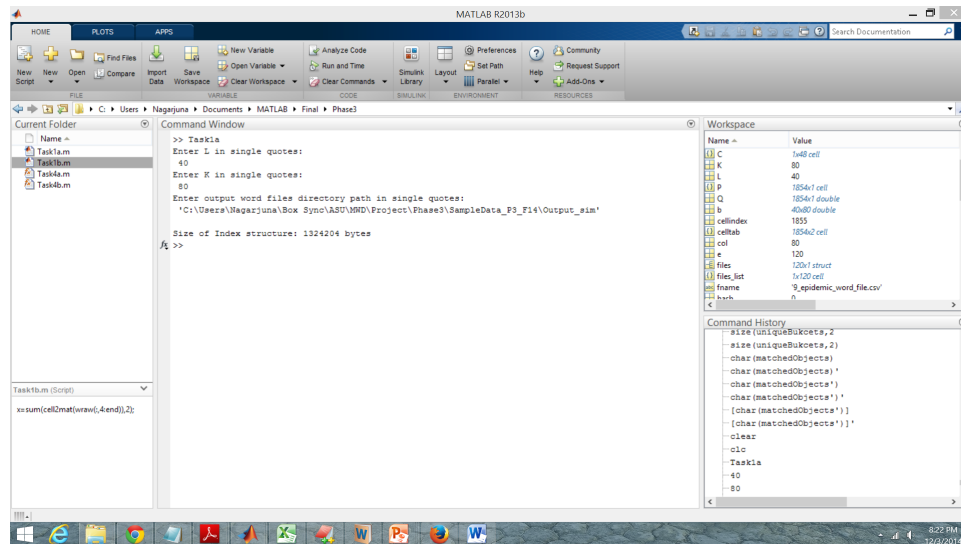 MATLAB R2013b
HOME PLOTS APPS
Search Documentation
New Script
New
Open
Find Files
Compare
Import Data
Save Workspace
New Variable
Open Variable
Clear Workspace
Analyze Code
Run and Time
Clear Commands
Simulink Library
Layout
Preferences
Set Path
Parallel
Help
Community
Request Support
Add-Ons
FILE VARIABLE CODE SIMULINK ENVIRONMENT RESOURCES
C: Users Nagarjuna Documents MATLAB Final Phase3
Current Folder
Name
Task1a.m
Task1b.m
Task4a.m
Task4b.m
Task1b.m (Script)
x=sum(cell2mat(wraw(:,4:end)),2);
Command Window
>> Task1a
Enter L in single quotes:
40
Enter K in single quotes:
80
Enter output word files directory path in single quotes:
'C:\Users\Nagarjuna\Box Sync\ASU\MWD\Project\Phase3\SampleData_P3_F14\Output_sim'
Size of Index structure: 1324204 bytes
fx >>
Workspace
Name Value
C 1x48 cell
K 80
L 40
P 1854x1 cell
Q 1854x1 double
b 40x80 double
cellindex 1855
celltab 1854x2 cell
col 80
e 120
files 120x1 struct
files_list 1x120 cell
fname '9_epidemic_word_file.csv'
hash 0
Command History
size(uniqueBukcets,2
size(uniqueBukcets,2)
char(matchedObjects)
char(matchedObjects)'
char(matchedObjects')
char(matchedObjects')'
[char(matchedObjects')]
[char(matchedObjects')]'
clear
clc
Task1a
40
80
8:22 PM
12/3/2014